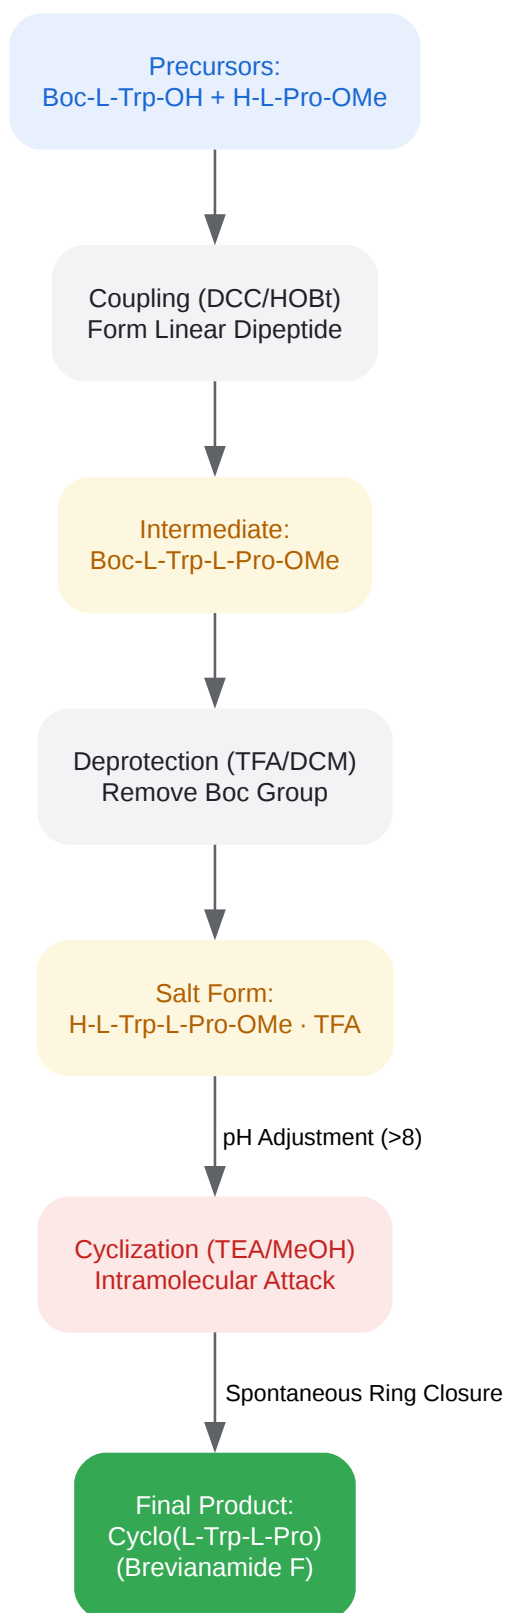 Precursors:
Boc-L-Trp-OH + H-L-Pro-OMe
Coupling (DCC/HOBt)
Form Linear Dipeptide
Intermediate:
Boc-L-Trp-L-Pro-OMe
Deprotection (TFA/DCM)
Remove Boc Group
Salt Form:
H-L-Trp-L-Pro-OMe · TFA
pH Adjustment (>8)
Cyclization (TEA/MeOH)
Intramolecular Attack
Spontaneous Ring Closure
Final Product:
Cyclo(L-Trp-L-Pro)
(Brevianamide F)